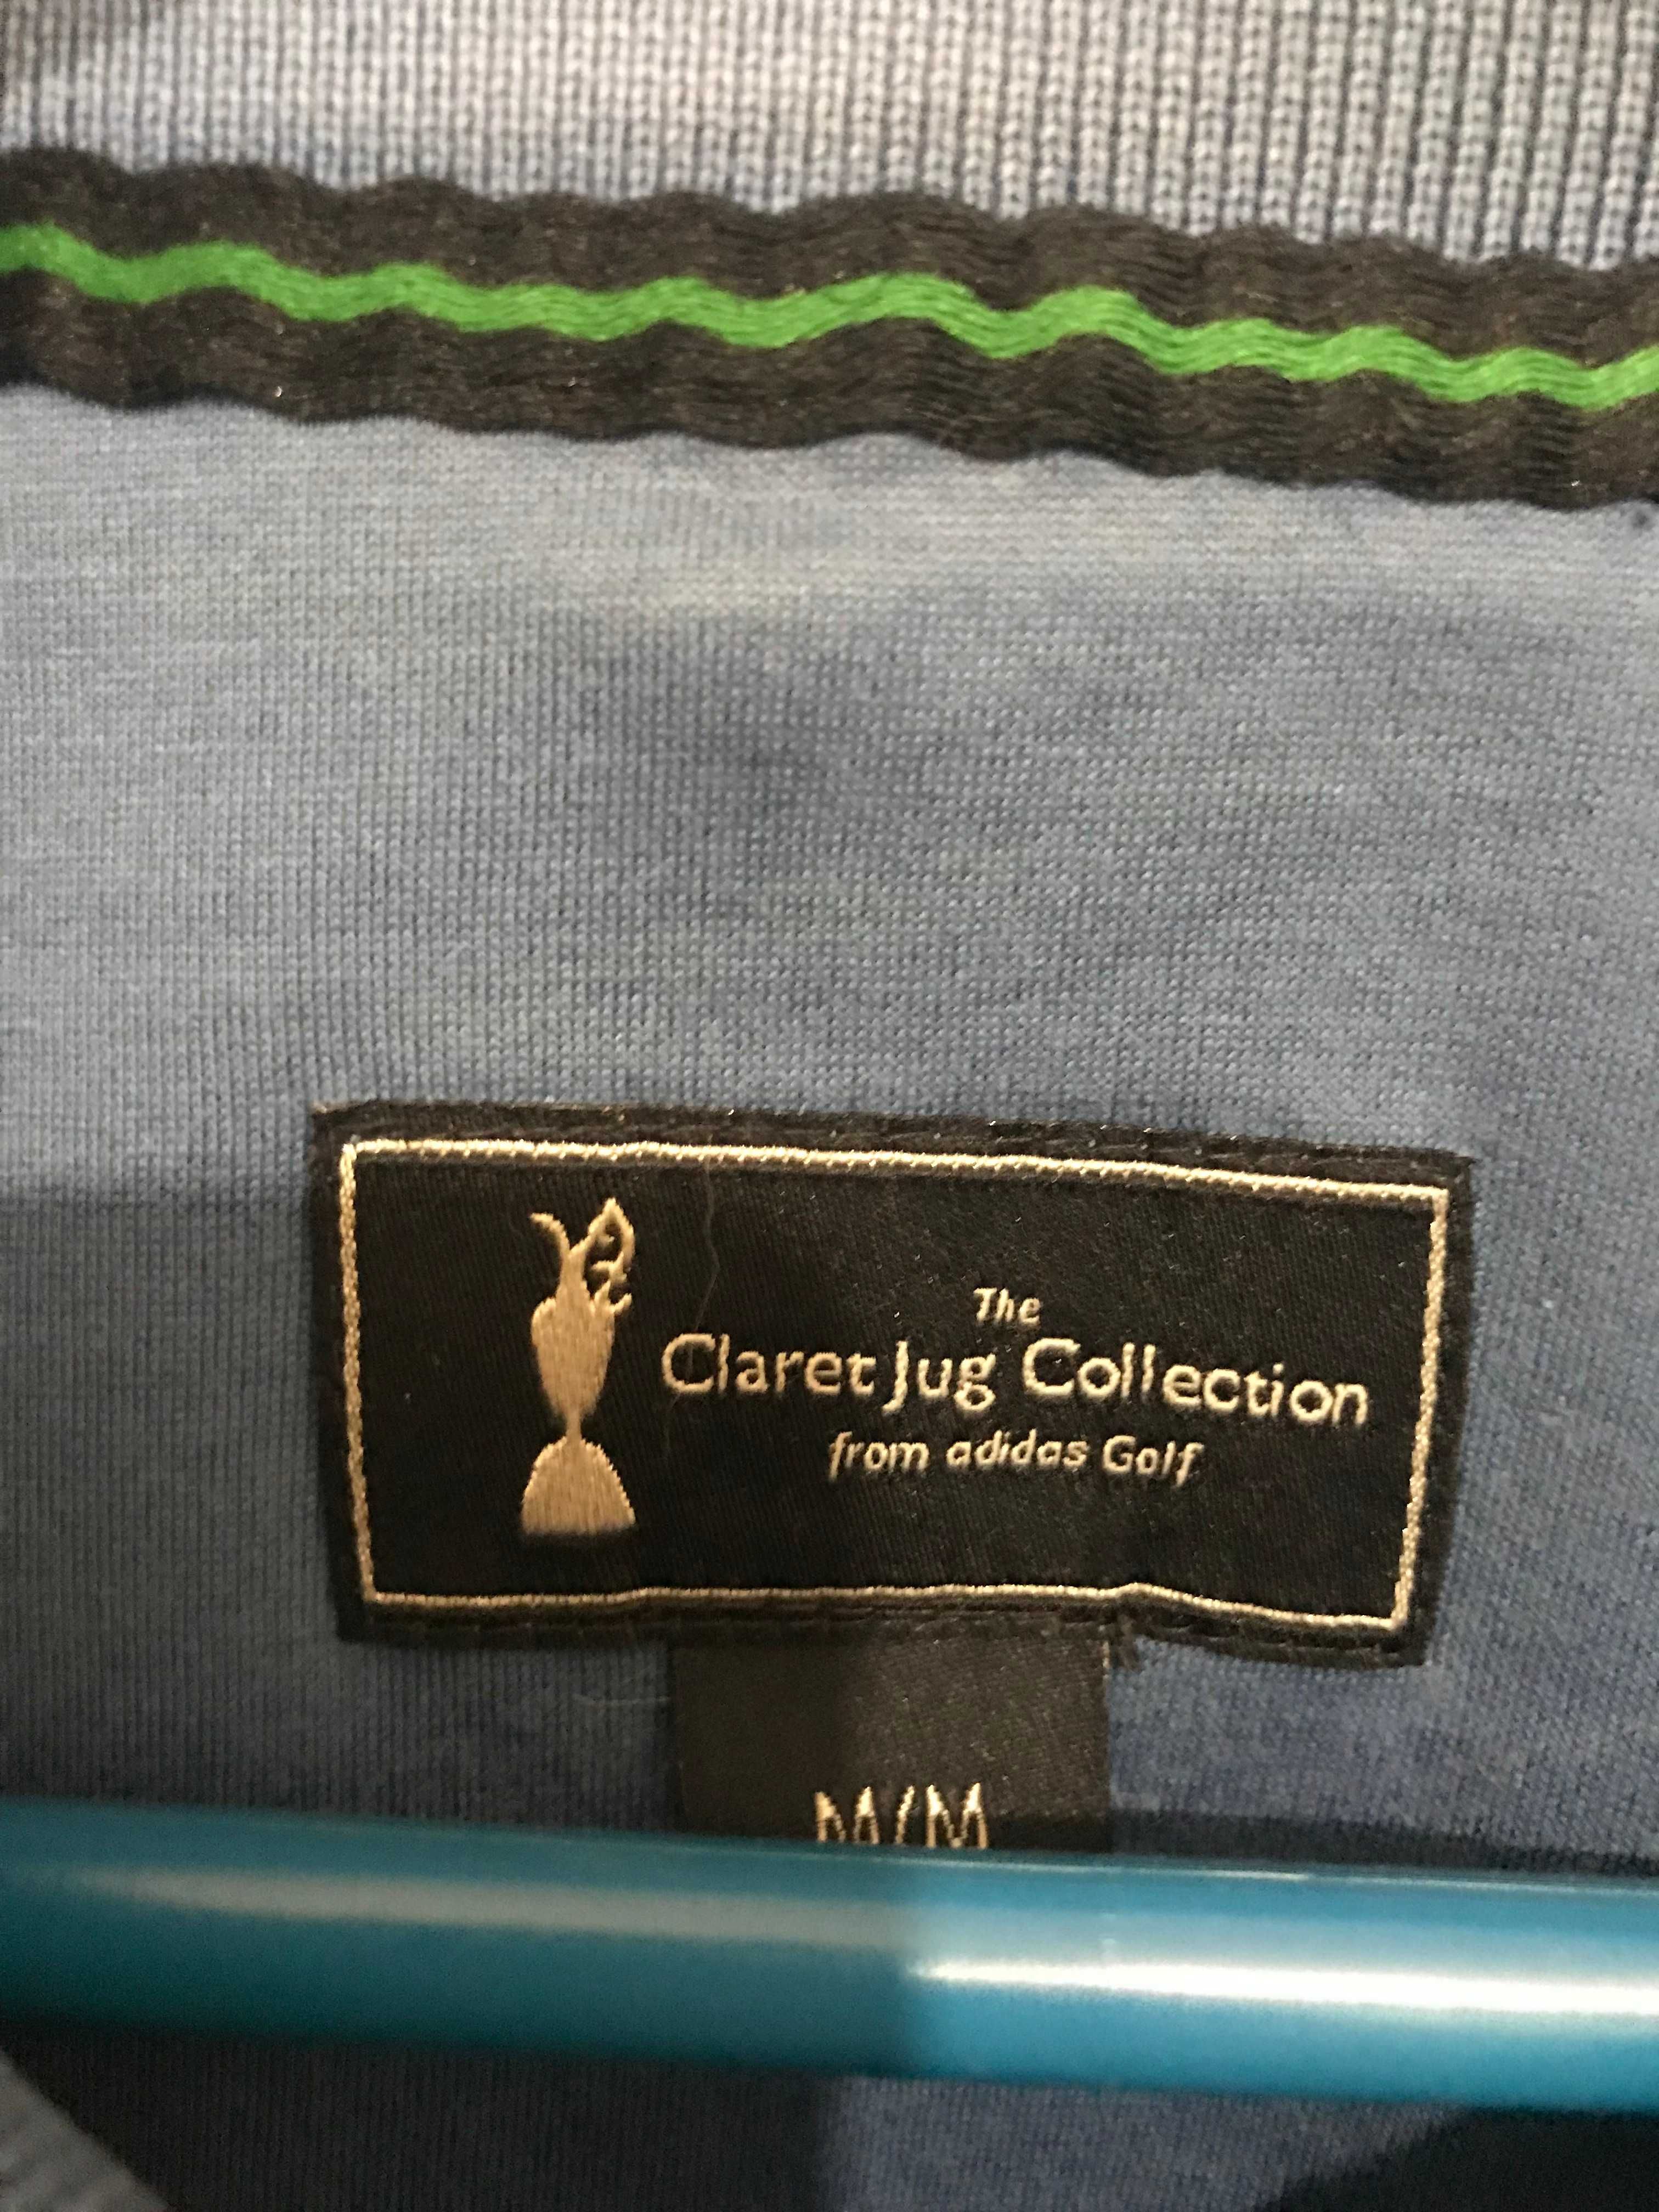 The
Claret Jug Collection
from adidas Golf
M/M